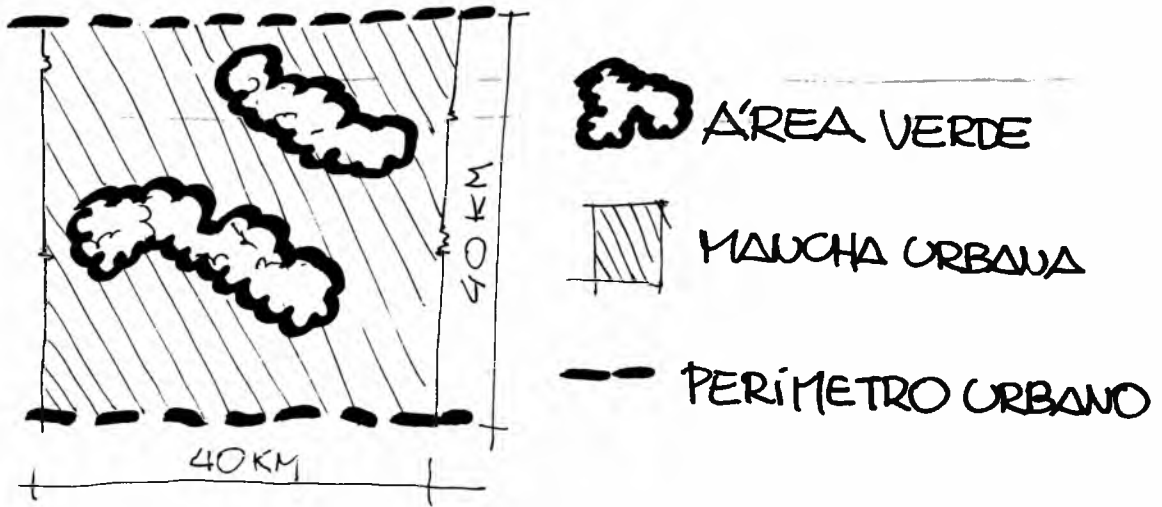 40 KM
40 KM
ÁREA VERDE
MANCHA URBANA
PERÍMETRO URBANO